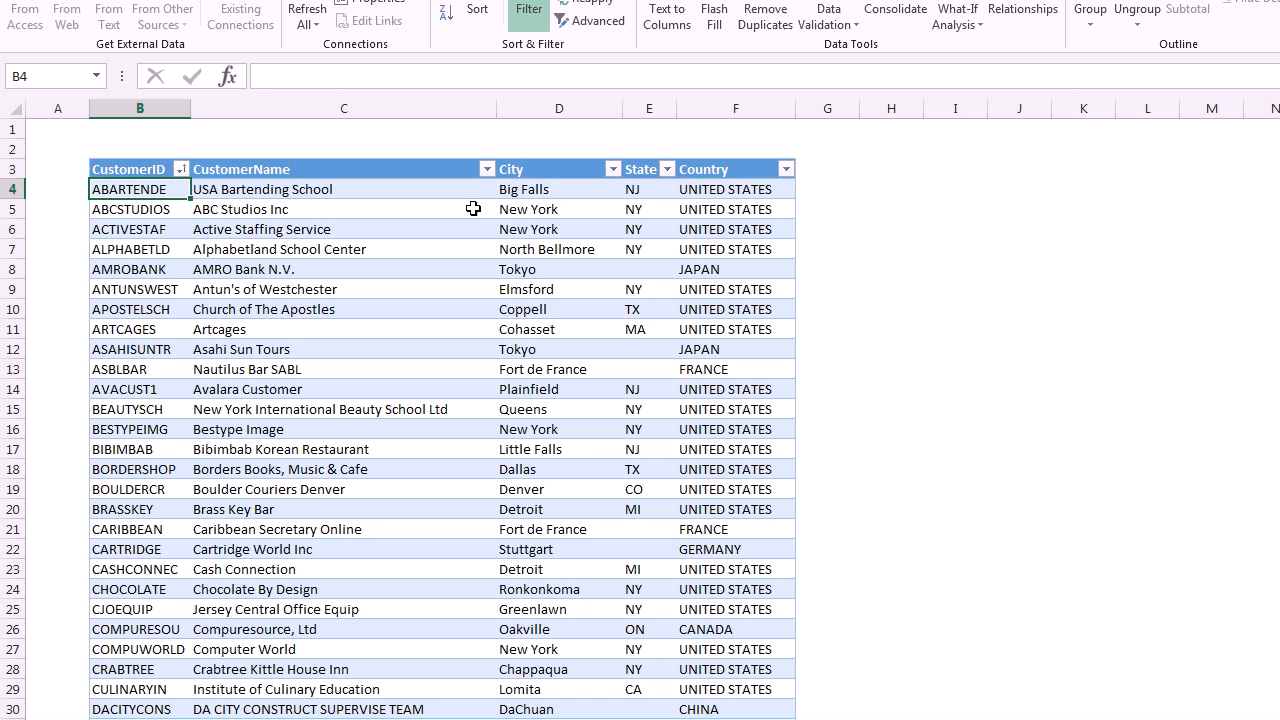 From Access
From Web
From Text
From Other Sources
Existing Connections
Refresh All
Properties
Edit Links
Sort
Filter
Reapply
Advanced
Text to Columns
Flash Fill
Remove Duplicates
Data Validation
Consolidate
What-If Analysis
Relationships
Group
Ungroup
Subtotal
Get External Data
Connections
Sort & Filter
Data Tools
Outline
B4
fx
A B C D E F G H I J K L M N
1
2
3 CustomerID CustomerName City State Country
4 ABARTENDE USA Bartending School Big Falls NJ UNITED STATES
5 ABCSTUDIOS ABC Studios Inc New York NY UNITED STATES
6 ACTIVESTAF Active Staffing Service New York NY UNITED STATES
7 ALPHABETLD Alphabetland School Center North Bellmore NY UNITED STATES
8 AMROBANK AMRO Bank N.V. Tokyo JAPAN
9 ANTUNSWEST Antun's of Westchester Elmsford NY UNITED STATES
10 APOSTELSCH Church of The Apostles Coppell TX UNITED STATES
11 ARTCAGES Artcages Cohasset MA UNITED STATES
12 ASAHISUNTR Asahi Sun Tours Tokyo JAPAN
13 ASBLBAR Nautilus Bar SABL Fort de France FRANCE
14 AVACUST1 Avalara Customer Plainfield NJ UNITED STATES
15 BEAUTYSCH New York International Beauty School Ltd Queens NY UNITED STATES
16 BESTYPEIMG Bestype Image New York NY UNITED STATES
17 BIBIMBAB Bibimbab Korean Restaurant Little Falls NJ UNITED STATES
18 BORDERSHOP Borders Books, Music & Cafe Dallas TX UNITED STATES
19 BOULDERCR Boulder Couriers Denver Denver CO UNITED STATES
20 BRASSKEY Brass Key Bar Detroit MI UNITED STATES
21 CARIBBEAN Caribbean Secretary Online Fort de France FRANCE
22 CARTRIDGE Cartridge World Inc Stuttgart GERMANY
23 CASHCONNEC Cash Connection Detroit MI UNITED STATES
24 CHOCOLATE Chocolate By Design Ronkonkoma NY UNITED STATES
25 CJOEQUIP Jersey Central Office Equip Greenlawn NY UNITED STATES
26 COMPURESOU Compuresource, Ltd Oakville ON CANADA
27 COMPUWORLD Computer World New York NY UNITED STATES
28 CRABTREE Crabtree Kittle House Inn Chappaqua NY UNITED STATES
29 CULINARYIN Institute of Culinary Education Lomita CA UNITED STATES
30 DACITYCONS DA CITY CONSTRUCT SUPERVISE TEAM DaChuan CHINA